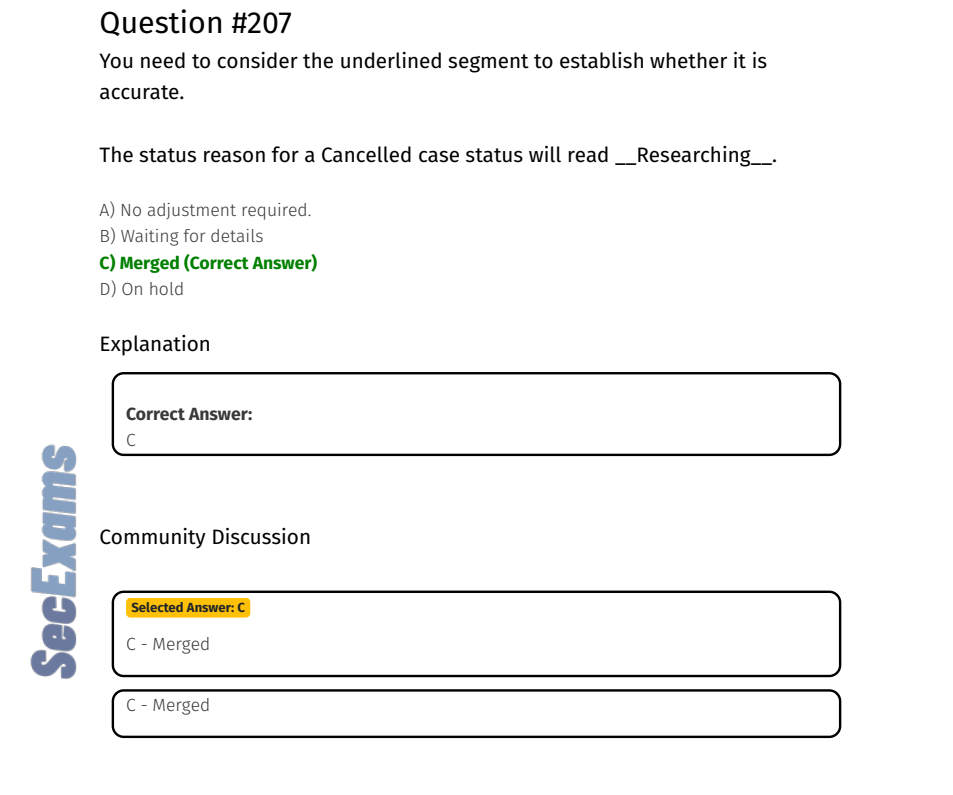 Question #207
You need to consider the underlined segment to establish whether it is
accurate.
The status reason for a Cancelled case status will read __Researching__.
A) No adjustment required.
B) Waiting for details
C) Merged (Correct Answer)
D) On hold
Explanation
Correct Answer:
C
SecExams
Community Discussion
Selected Answer: C
C - Merged
C - Merged